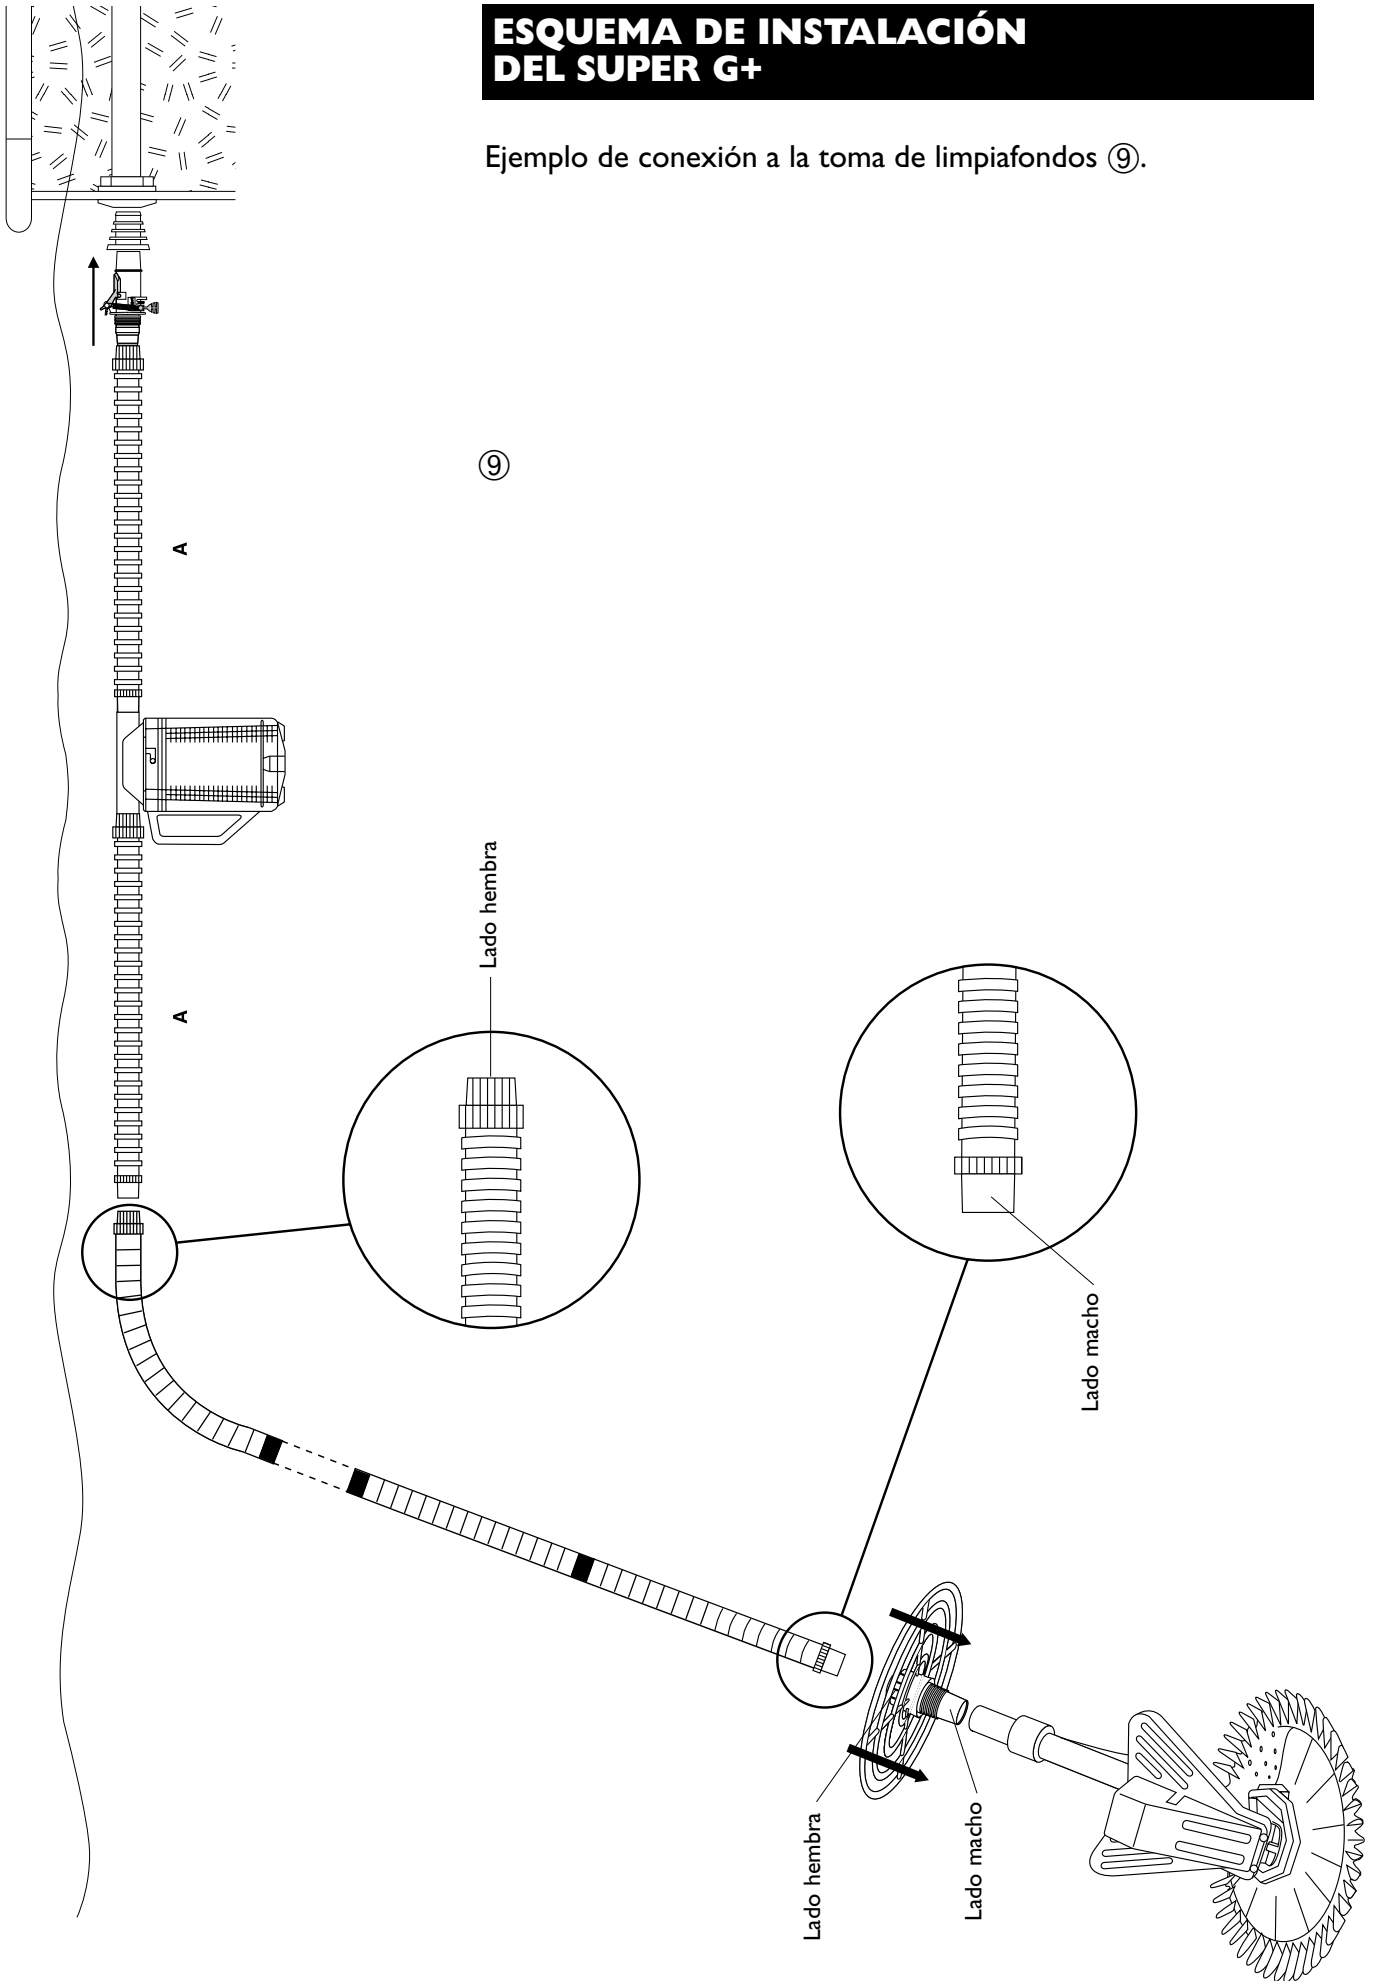 ESQUEMA DE INSTALACIÓN
DEL SUPER G+
Ejemplo de conexión a la toma de limpiafondos ⑨.
⑨
A
A
Lado hembra
Lado macho
Lado hembra
Lado macho